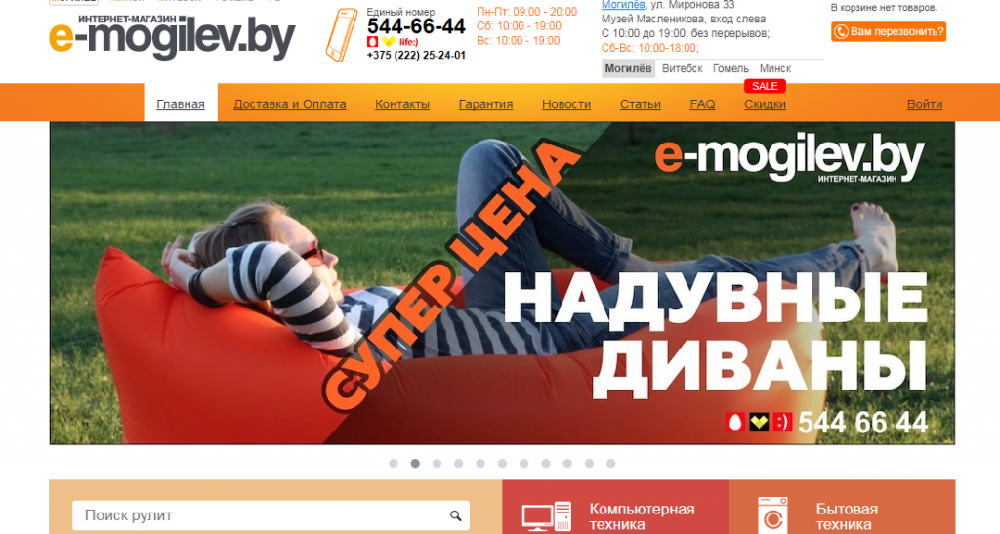 ИНТЕРНЕТ-МАГАЗИН
e-mogilev.by
Единый номер
544-66-44
life:)
+375 (222) 25-24-01
Пн-Пт: 09:00 - 20:00
Сб: 10:00 - 19:00
Вс: 10:00 - 19:00
Могилёв, ул. Миронова 33
Музей Масленикова, вход слева
С 10:00 до 19:00; без перерывов;
Сб-Вс: 10:00-18:00;
Могилёв Витебск Гомель Минск
В корзине нет товаров.
Вам перезвонить?
SALE
Главная Доставка и Оплата Контакты Гарантия Новости Статьи FAQ Скидки Войти
e-mogilev.by
ИНТЕРНЕТ-МАГАЗИН
СУПЕР ЦЕНА
НАДУВНЫЕ
ДИВАНЫ
:) 544 66 44
Поиск рулит
Компьютерная
техника
Бытовая
техника